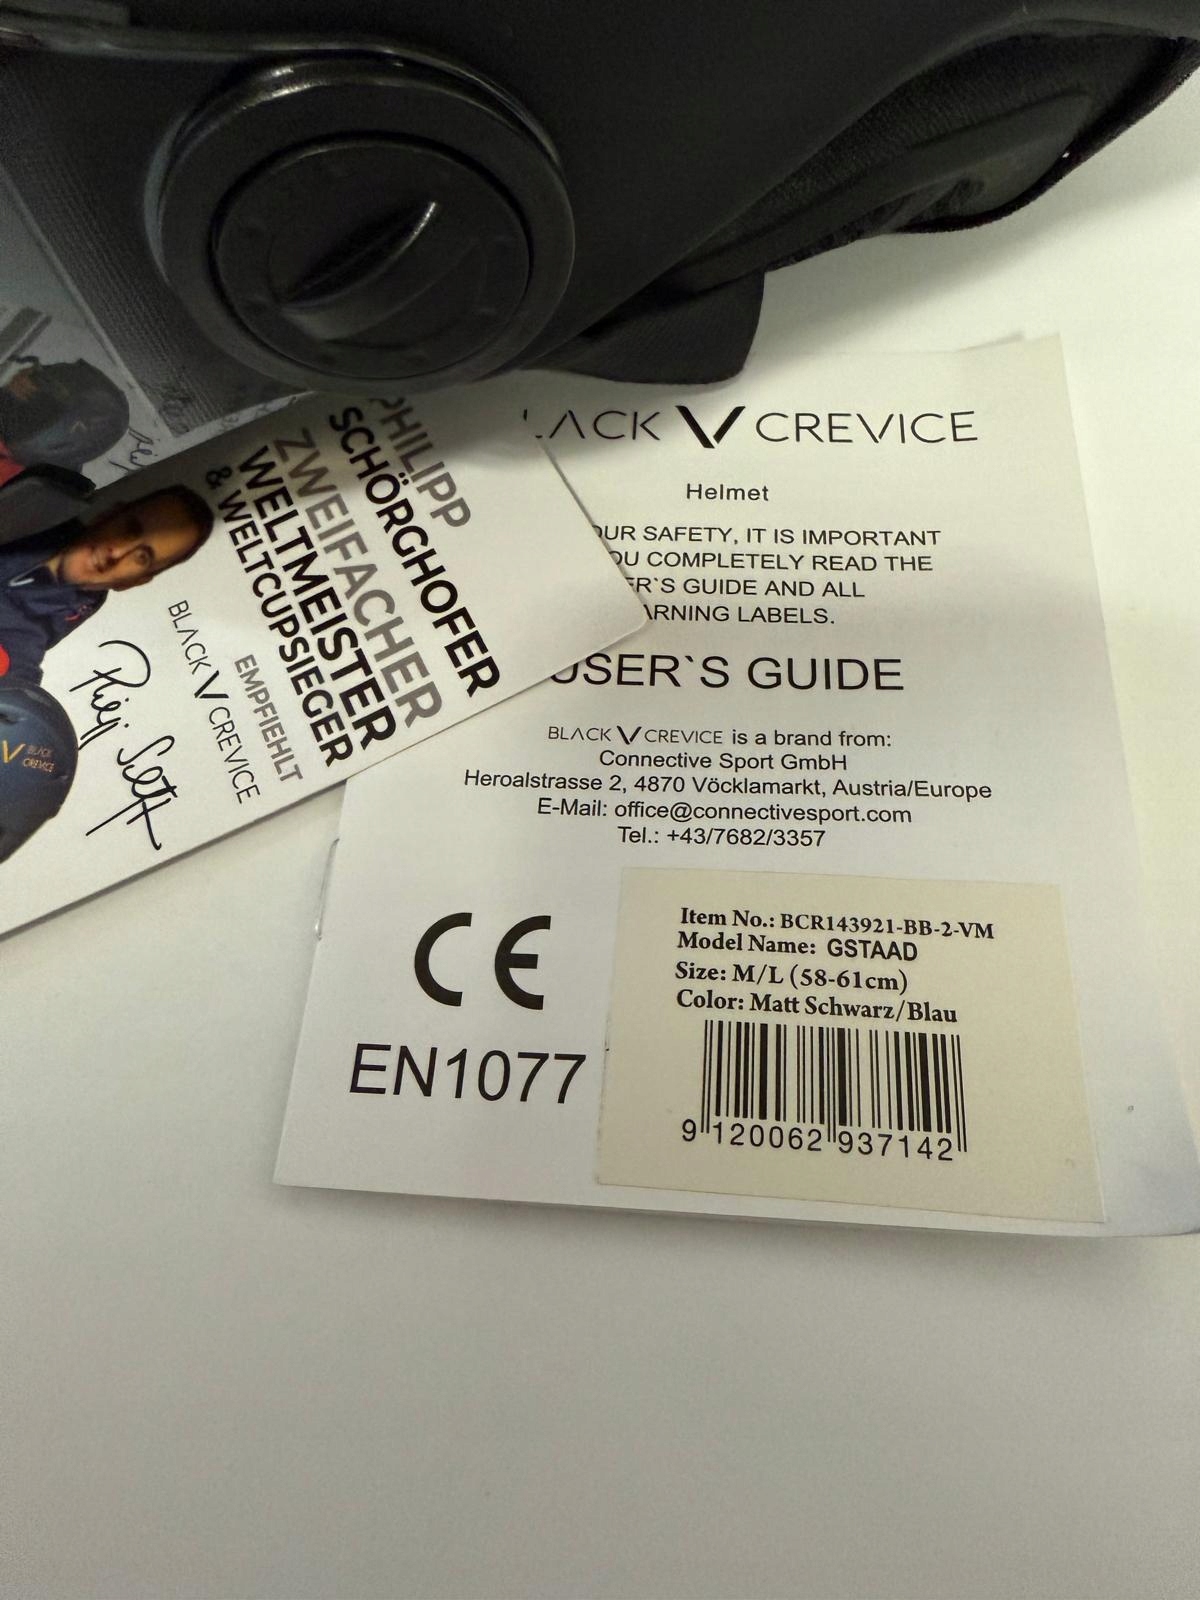 PHILIPP
SCHÖRGHOFER
ZWEIFACHER
WELTMEISTER
& WELTCUPSIEGER
EMPFIEHLT
BLACK CREVICE
BLACK
CREVICE
LACK CREVICE
Helmet
OUR SAFETY, IT IS IMPORTANT
OU COMPLETELY READ THE
ER`S GUIDE AND ALL
ARNING LABELS.
USER`S GUIDE
BLACK CREVICE is a brand from:
Connective Sport GmbH
Heroalstrasse 2, 4870 Vöcklamarkt, Austria/Europe
E-Mail: office@connectivesport.com
Tel.: +43/7682/3357
CE
EN1077
Item No.: BCR143921-BB-2-VM
Model Name: GSTAAD
Size: M/L (58-61cm)
Color: Matt Schwarz/Blau
9 120062 937142